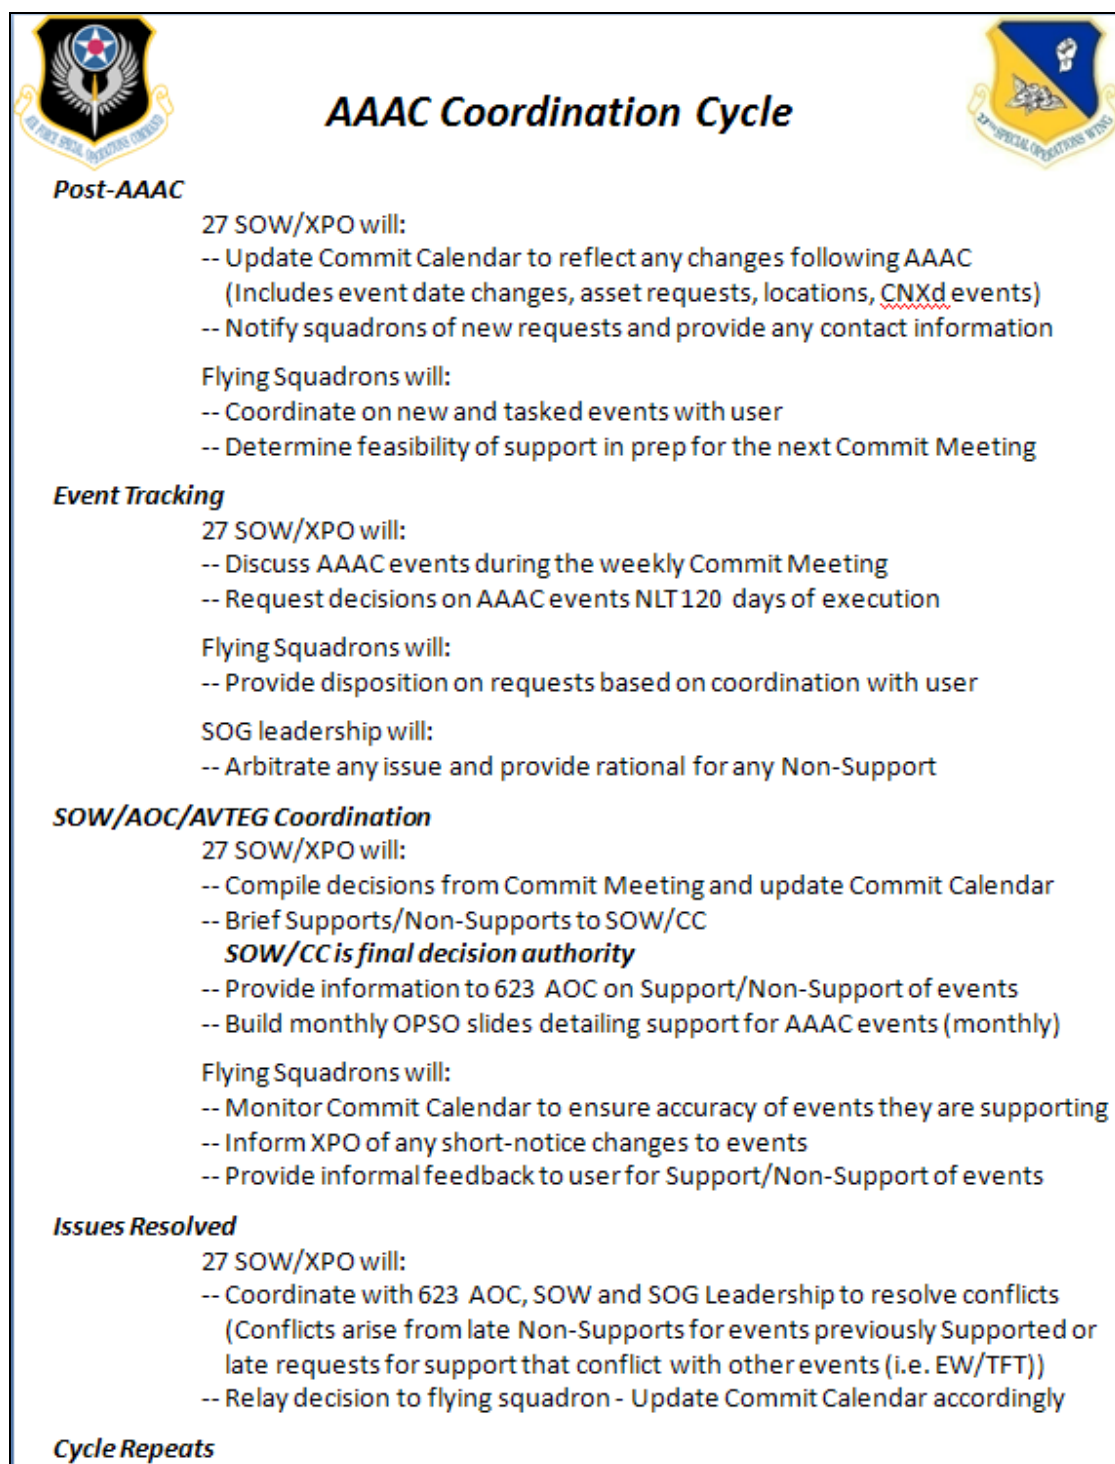 AAAC Coordination Cycle
AIR FORCE SPECIAL OPERATIONS COMMAND
27TH SPECIAL OPERATIONS WING
Post-AAAC
27 SOW/XPO will:
-- Update Commit Calendar to reflect any changes following AAAC
(Includes event date changes, asset requests, locations, CNXd events)
-- Notify squadrons of new requests and provide any contact information
Flying Squadrons will:
-- Coordinate on new and tasked events with user
-- Determine feasibility of support in prep for the next Commit Meeting
Event Tracking
27 SOW/XPO will:
-- Discuss AAAC events during the weekly Commit Meeting
-- Request decisions on AAAC events NLT 120 days of execution
Flying Squadrons will:
-- Provide disposition on requests based on coordination with user
SOG leadership will:
-- Arbitrate any issue and provide rational for any Non-Support
SOW/AOC/AVTEG Coordination
27 SOW/XPO will:
-- Compile decisions from Commit Meeting and update Commit Calendar
-- Brief Supports/Non-Supports to SOW/CC
SOW/CC is final decision authority
-- Provide information to 623 AOC on Support/Non-Support of events
-- Build monthly OPSO slides detailing support for AAAC events (monthly)
Flying Squadrons will:
-- Monitor Commit Calendar to ensure accuracy of events they are supporting
-- Inform XPO of any short-notice changes to events
-- Provide informal feedback to user for Support/Non-Support of events
Issues Resolved
27 SOW/XPO will:
-- Coordinate with 623 AOC, SOW and SOG Leadership to resolve conflicts
(Conflicts arise from late Non-Supports for events previously Supported or
late requests for support that conflict with other events (i.e. EW/TFT))
-- Relay decision to flying squadron - Update Commit Calendar accordingly
Cycle Repeats